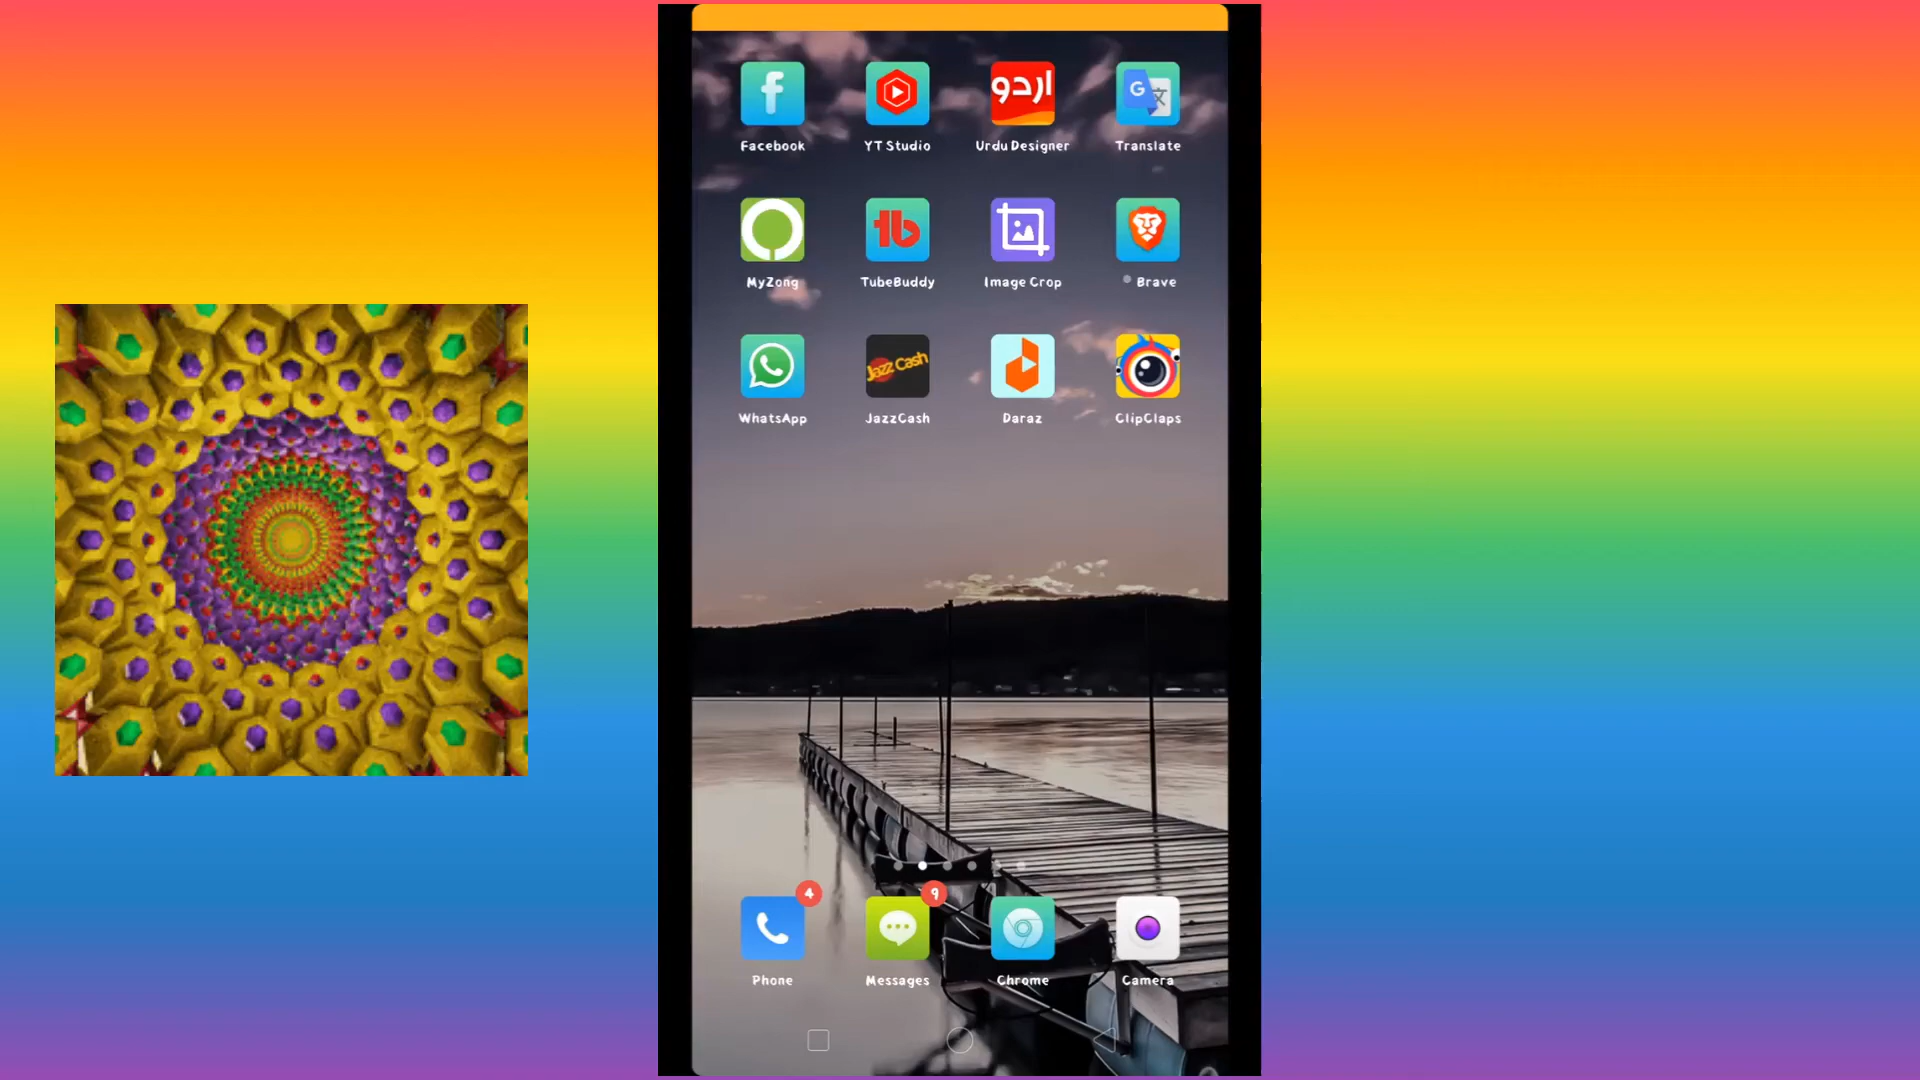 اردو
Facebook
YT Studio
Urdu Designer
Translate
G
文
MyZong
TubeBuddy
Image Crop
Brave
Jazz Cash
WhatsApp
JazzCash
Daraz
ClipClaps
4
9
Phone
Messages
Chrome
Camera